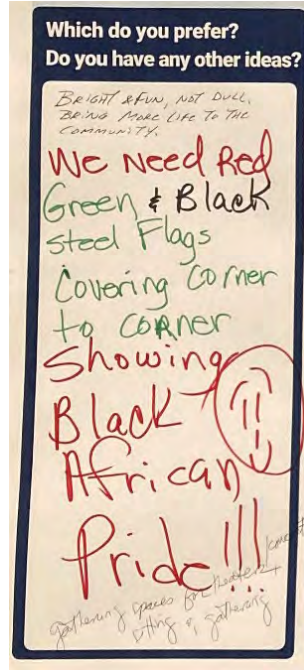 Which do you prefer?
Do you have any other ideas?
BRIGHT & FUN, NOT DULL.
BRING MORE LIFE TO THE
COMMUNITY.
We Need Red
Green & Black
Steel Flags
Covering Corner
to CORNER
Showing
Black
African
Pride!!!
gathering spaces for theater +
sitting & gathering